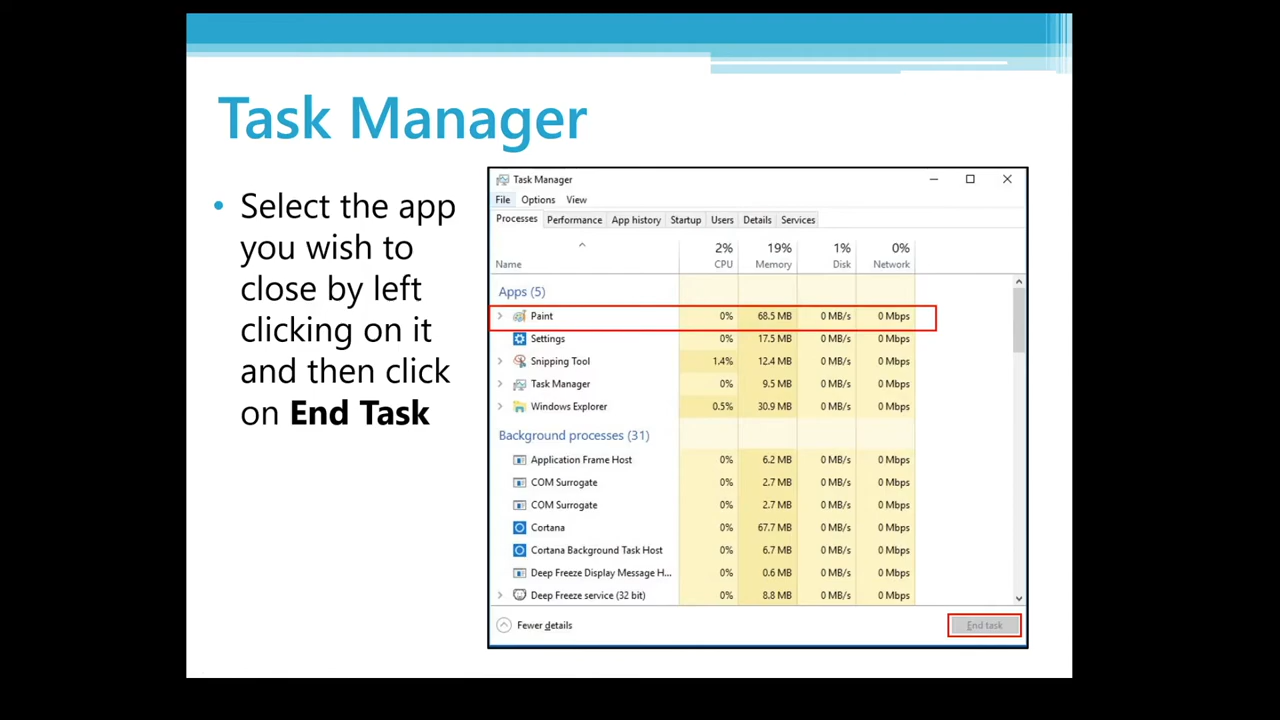 Task Manager
• Select the app
you wish to
close by left
clicking on it
and then click
on End Task
Task Manager
File Options View
Processes Performance App history Startup Users Details Services
2% 19% 1% 0%
Name CPU Memory Disk Network
Apps (5)
Paint 0% 68.5 MB 0 MB/s 0 Mbps
Settings 0% 17.5 MB 0 MB/s 0 Mbps
Snipping Tool 1.4% 12.4 MB 0 MB/s 0 Mbps
Task Manager 0% 9.5 MB 0 MB/s 0 Mbps
Windows Explorer 0.5% 30.9 MB 0 MB/s 0 Mbps
Background processes (31)
Application Frame Host 0% 6.2 MB 0 MB/s 0 Mbps
COM Surrogate 0% 2.7 MB 0 MB/s 0 Mbps
COM Surrogate 0% 2.7 MB 0 MB/s 0 Mbps
Cortana 0% 67.7 MB 0 MB/s 0 Mbps
Cortana Background Task Host 0% 6.7 MB 0 MB/s 0 Mbps
Deep Freeze Display Message H... 0% 0.6 MB 0 MB/s 0 Mbps
Deep Freeze service (32 bit) 0% 8.8 MB 0 MB/s 0 Mbps
Fewer details End task